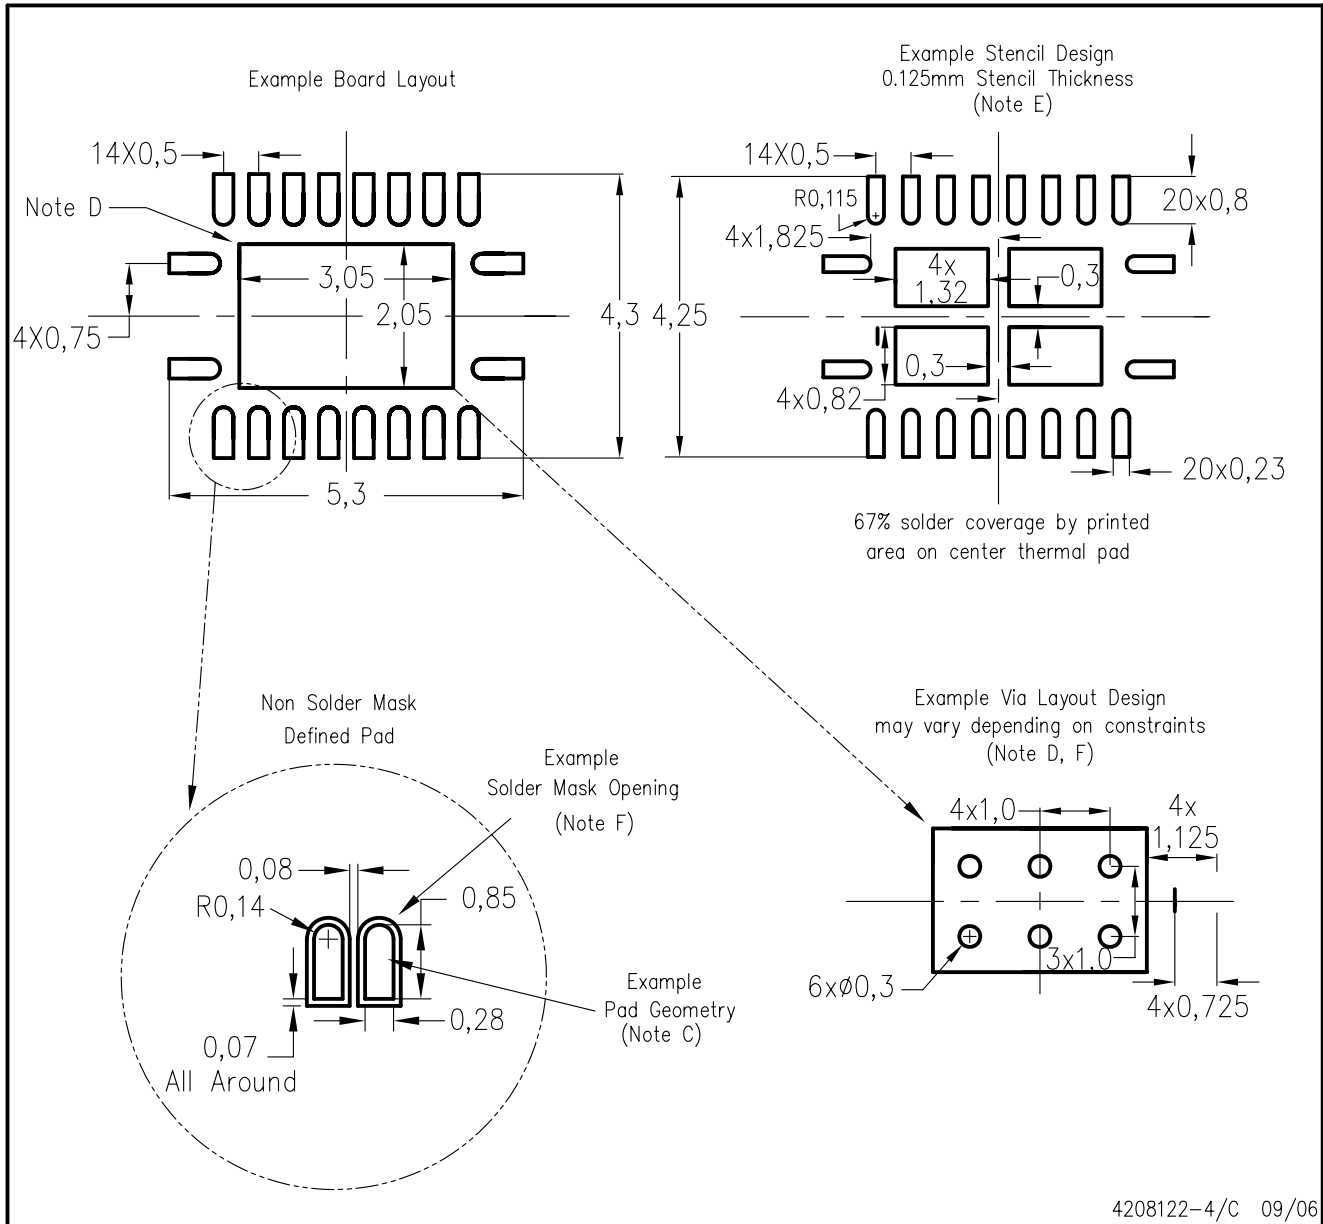 Example Board Layout
14X0,5
Note D
3,05
2,05
4X0,75
4,3
5,3
Example Stencil Design
0.125mm Stencil Thickness
(Note E)
14X0,5
R0,115
20x0,8
4x1,825
4x
1,32
0,3
4,25
0,3
4x0,82
20x0,23
67% solder coverage by printed
area on center thermal pad
Non Solder Mask
Defined Pad
Example
Solder Mask Opening
(Note F)
0,08
R0,14
0,85
Example
Pad Geometry
(Note C)
0,28
0,07
All Around
Example Via Layout Design
may vary depending on constraints
(Note D, F)
4x1,0
4x
1,125
3x1,0
6xø0,3
4x0,725
4208122-4/C 09/06